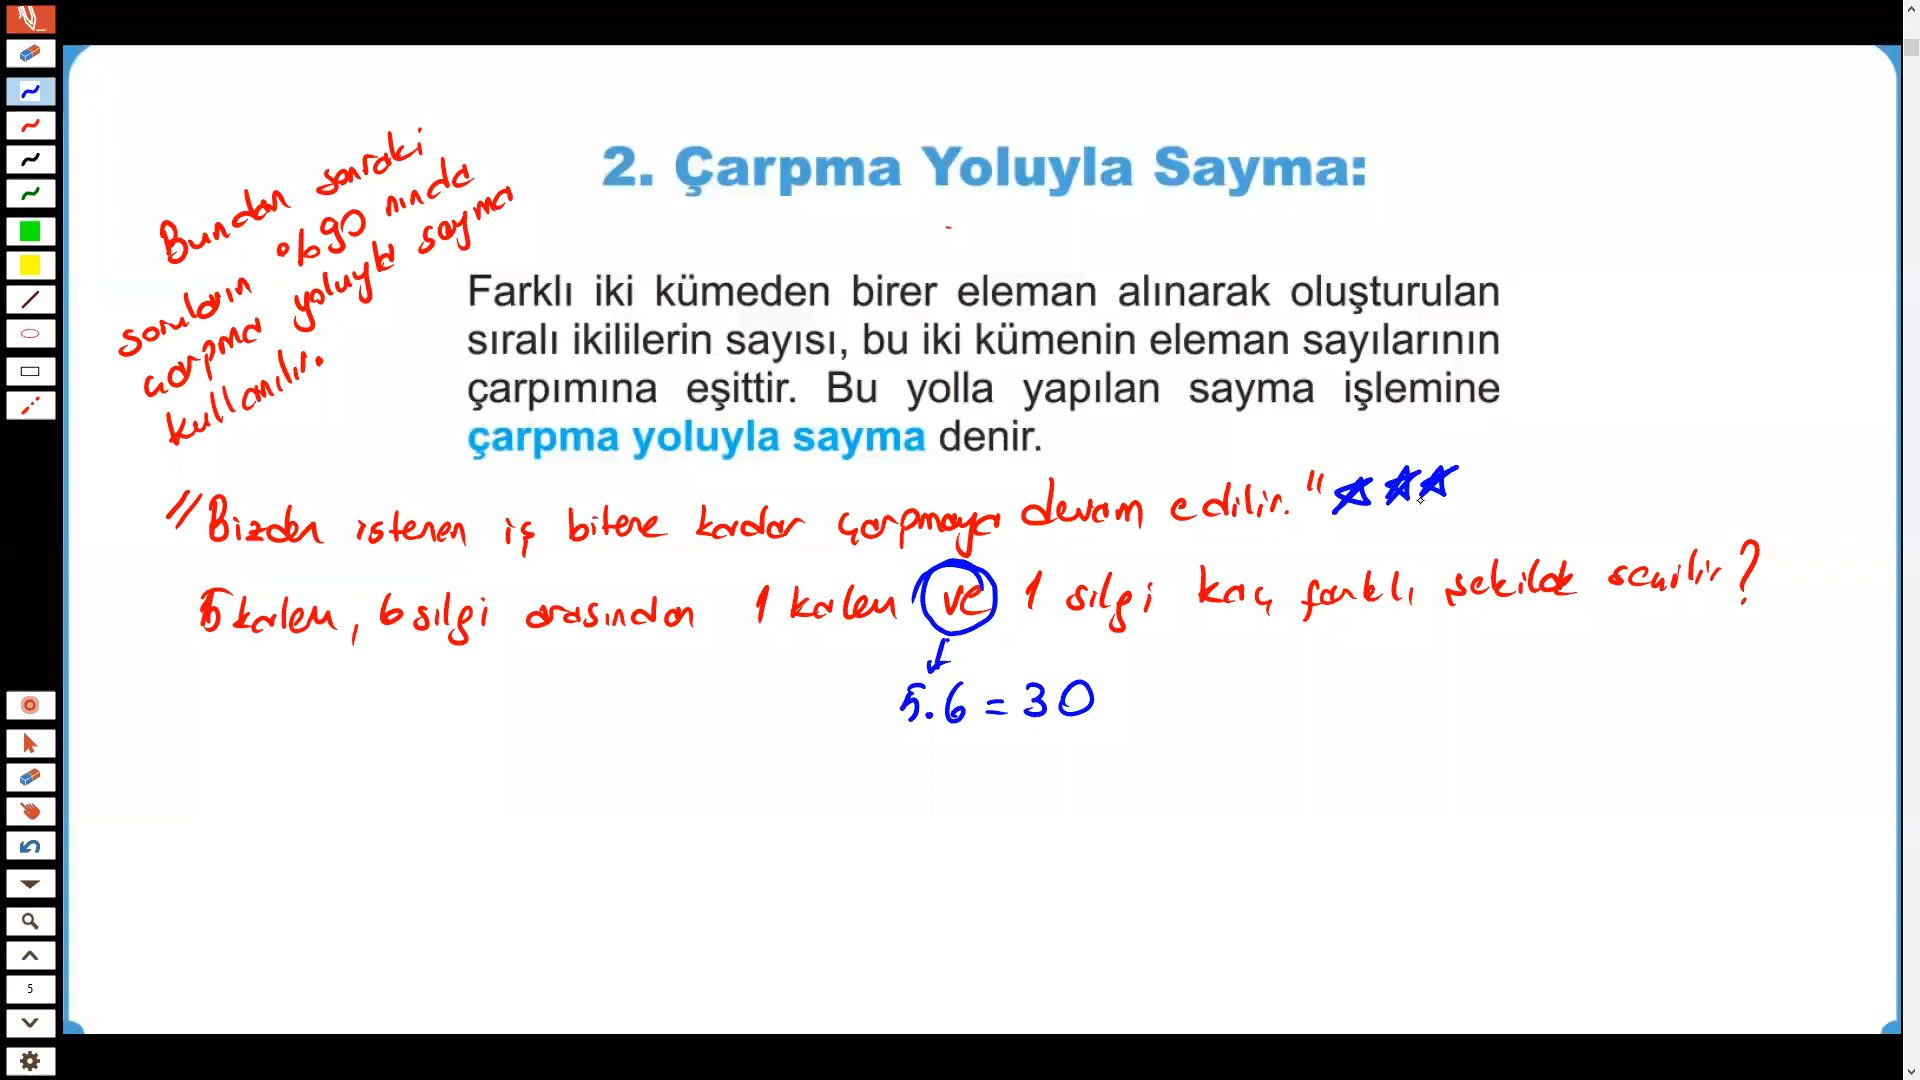 2. Çarpma Yoluyla Sayma:
Bundan sonraki
soruların %90 nında
çarpma yoluyla sayma
kullanılır.
Farklı iki kümeden birer eleman alınarak oluşturulan
sıralı ikililerin sayısı, bu iki kümenin eleman sayılarının
çarpımına eşittir. Bu yolla yapılan sayma işlemine
çarpma yoluyla sayma denir.
"Bizden istenen iş bitene kadar çarpmaya devam edilir."
5 kalem, 6 silgi arasından 1 kalem ve 1 silgi kaç farklı şekilde seçilir?
5.6 = 30
5